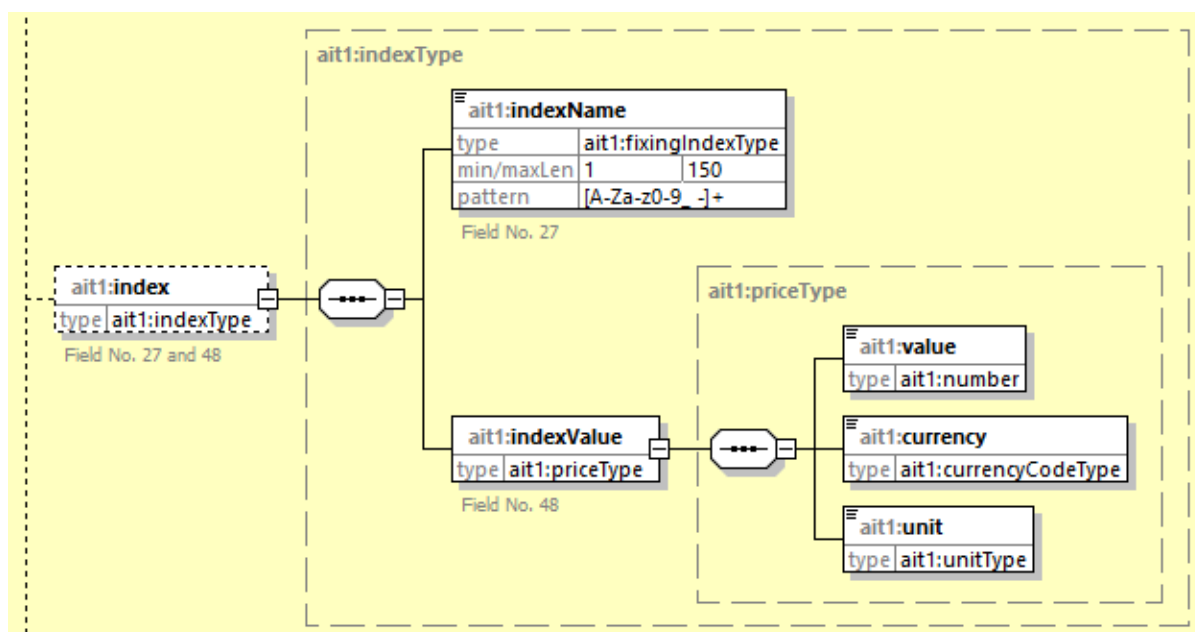 ait1:indexType
ait1:indexName
type ait1:fixingIndexType
min/maxLen 1 150
pattern [A-Za-z0-9_ -]+
Field No. 27
ait1:index
type ait1:indexType
Field No. 27 and 48
ait1:priceType
ait1:value
type ait1:number
ait1:indexValue
type ait1:priceType
Field No. 48
ait1:currency
type ait1:currencyCodeType
ait1:unit
type ait1:unitType